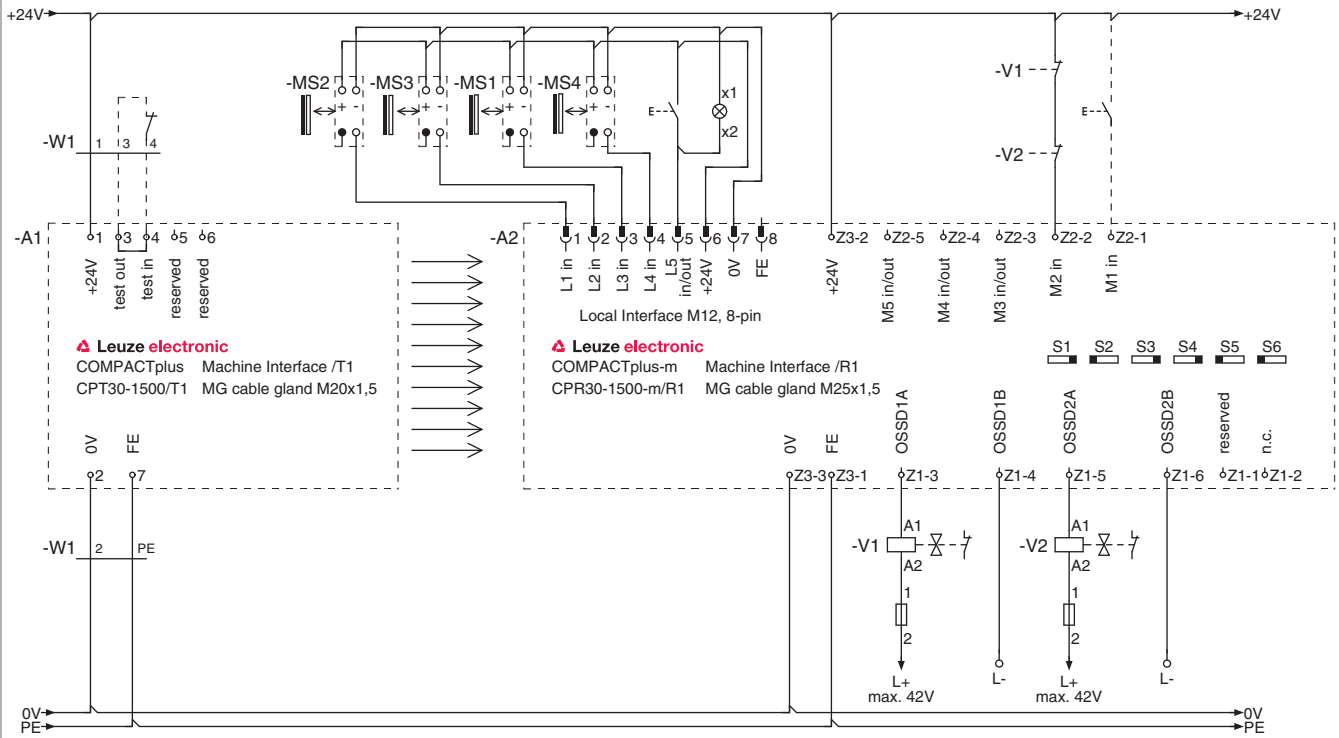 +24V +24V
-MS2 -MS3 -MS1 -MS4
+ - + - + - + -
E
x1
x2
-V1
E
-V2
-W1 1 3 4
-A1 1 3 4 5 6
+24V
test out
test in
reserved
reserved
Leuze electronic
COMPACTplus Machine Interface /T1
CPT30-1500/T1 MG cable gland M20x1,5
0V
FE
2 7
-A2 1 2 3 4 5 6 7 8 Z3-2 Z2-5 Z2-4 Z2-3 Z2-2 Z2-1
L1 in
L2 in
L3 in
L4 in
L5
in/out
+24V
0V
FE
+24V
M5 in/out
M4 in/out
M3 in/out
M2 in
M1 in
Local Interface M12, 8-pin
Leuze electronic
COMPACTplus-m Machine Interface /R1
CPR30-1500-m/R1 MG cable gland M25x1,5
S1 S2 S3 S4 S5 S6
0V
FE
OSSD1A
OSSD1B
OSSD2A
OSSD2B
reserved
n.c.
Z3-3 Z3-1 Z1-3 Z1-4 Z1-5 Z1-6 Z1-1 Z1-2
-W1 2 PE
-V1 A1
A2
1
2
L+
max. 42V
L-
-V2 A1
A2
1
2
L+
max. 42V
L-
0V 0V
PE PE